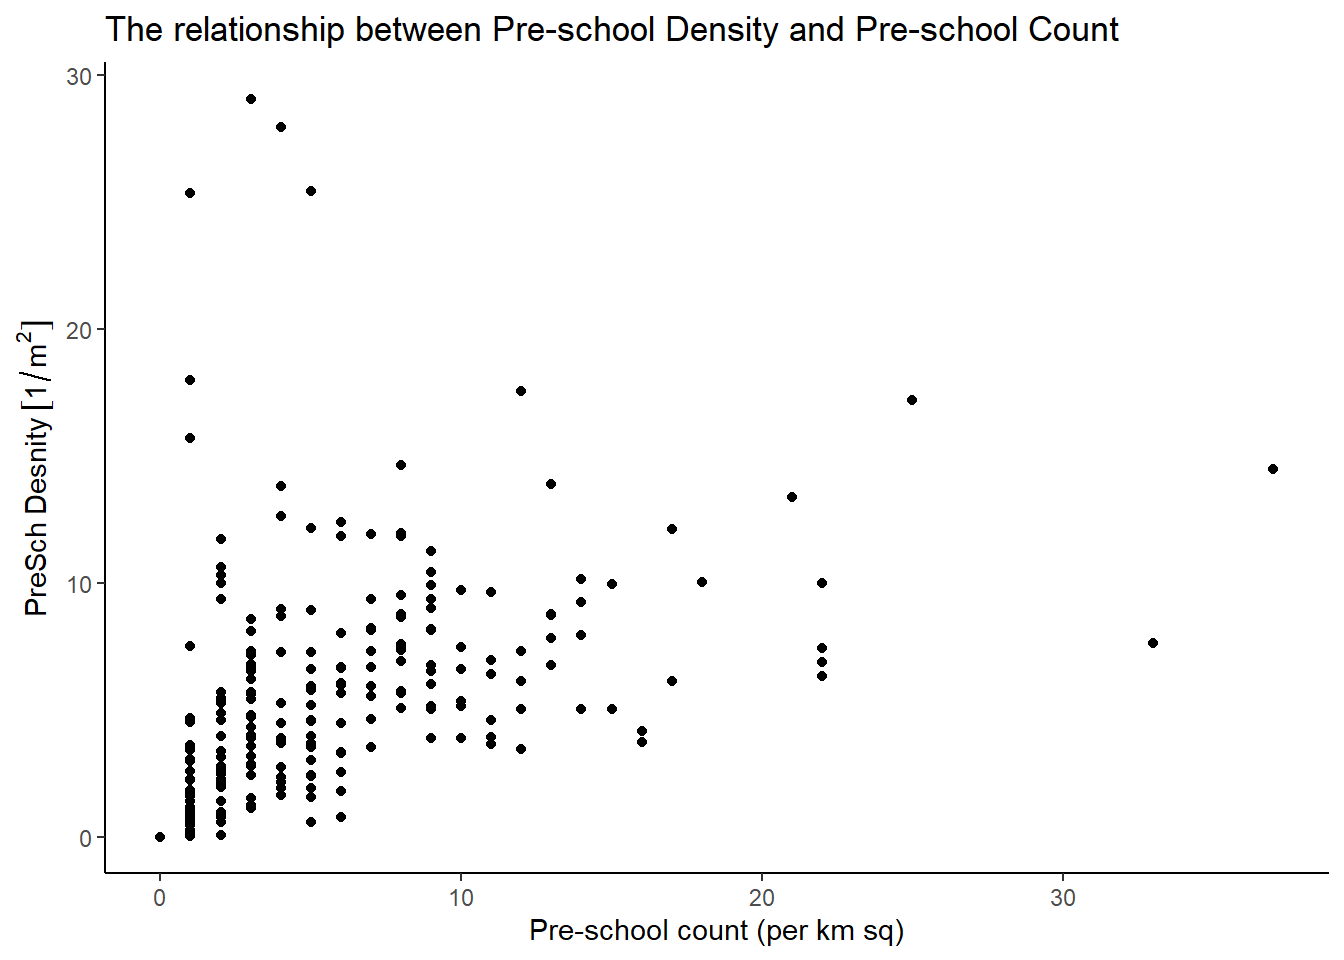 The relationship between Pre-school Density and Pre-school Count
30
20
10
0
PreSch Desnity [1/m²]
0 10 20 30
Pre-school count (per km sq)